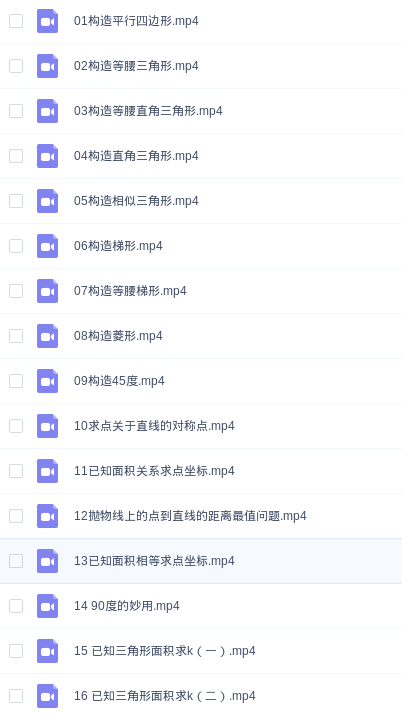 01构造平行四边形.mp4
02构造等腰三角形.mp4
03构造等腰直角三角形.mp4
04构造直角三角形.mp4
05构造相似三角形.mp4
06构造梯形.mp4
07构造等腰梯形.mp4
08构造菱形.mp4
09构造45度.mp4
10求点关于直线的对称点.mp4
11已知面积关系求点坐标.mp4
12抛物线上的点到直线的距离最值问题.mp4
13已知面积相等求点坐标.mp4
14 90度的妙用.mp4
15 已知三角形面积求k（一）.mp4
16 已知三角形面积求k（二）.mp4